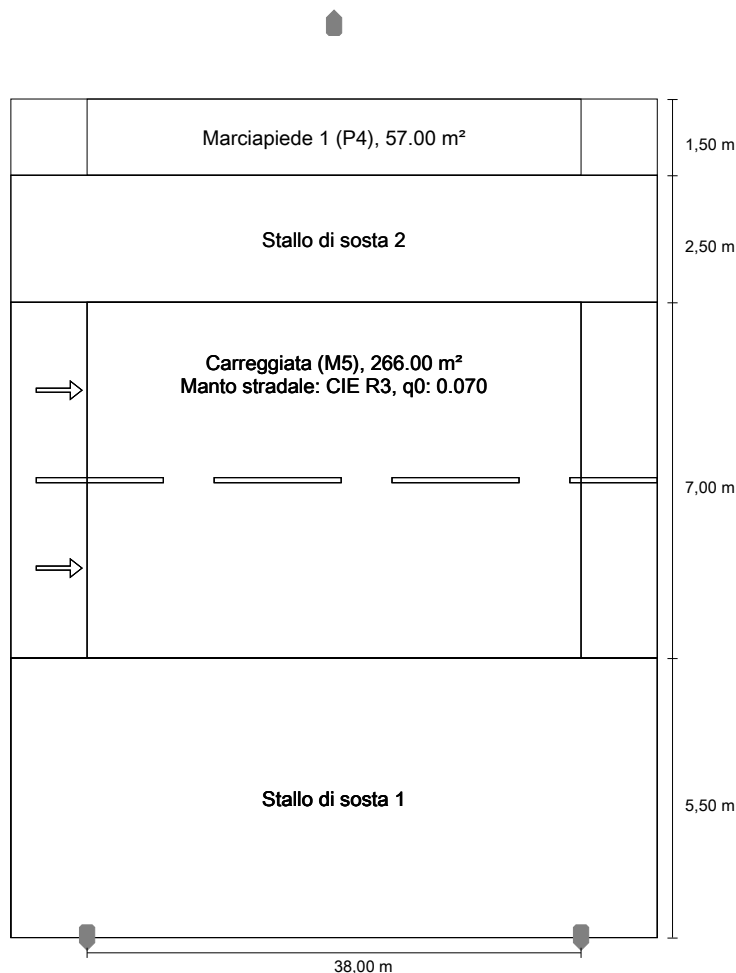 Marciapiede 1 (P4), 57.00 m²
1,50 m
Stallo di sosta 2
2,50 m
Carreggiata (M5), 266.00 m²
Manto stradale: CIE R3, q0: 0.070
7,00 m
Stallo di sosta 1
5,50 m
38,00 m